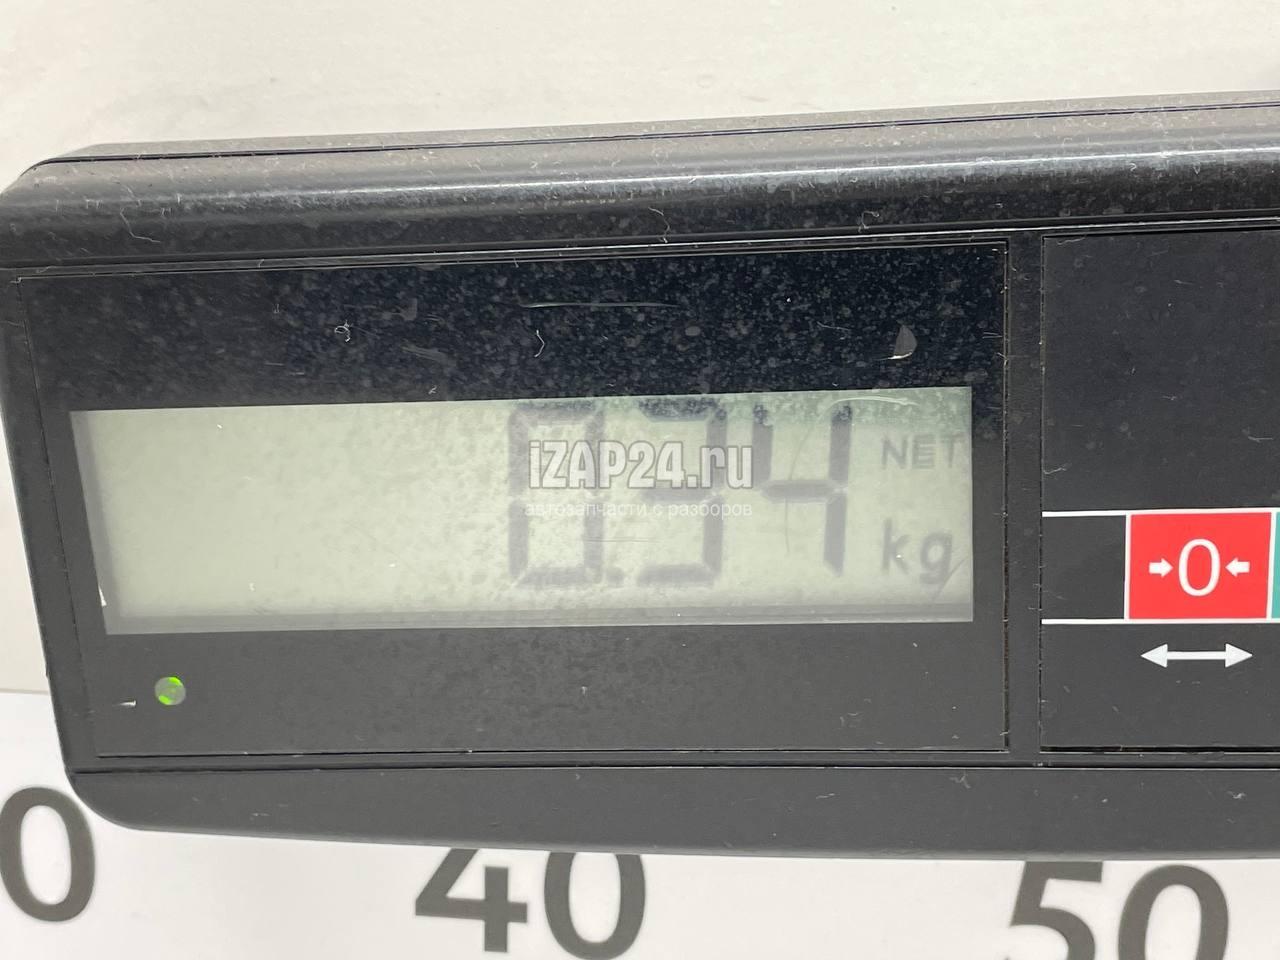 0.34
NET
kg
iZAP24.ru
автозапчасти с разборов
→0←
0
40
50